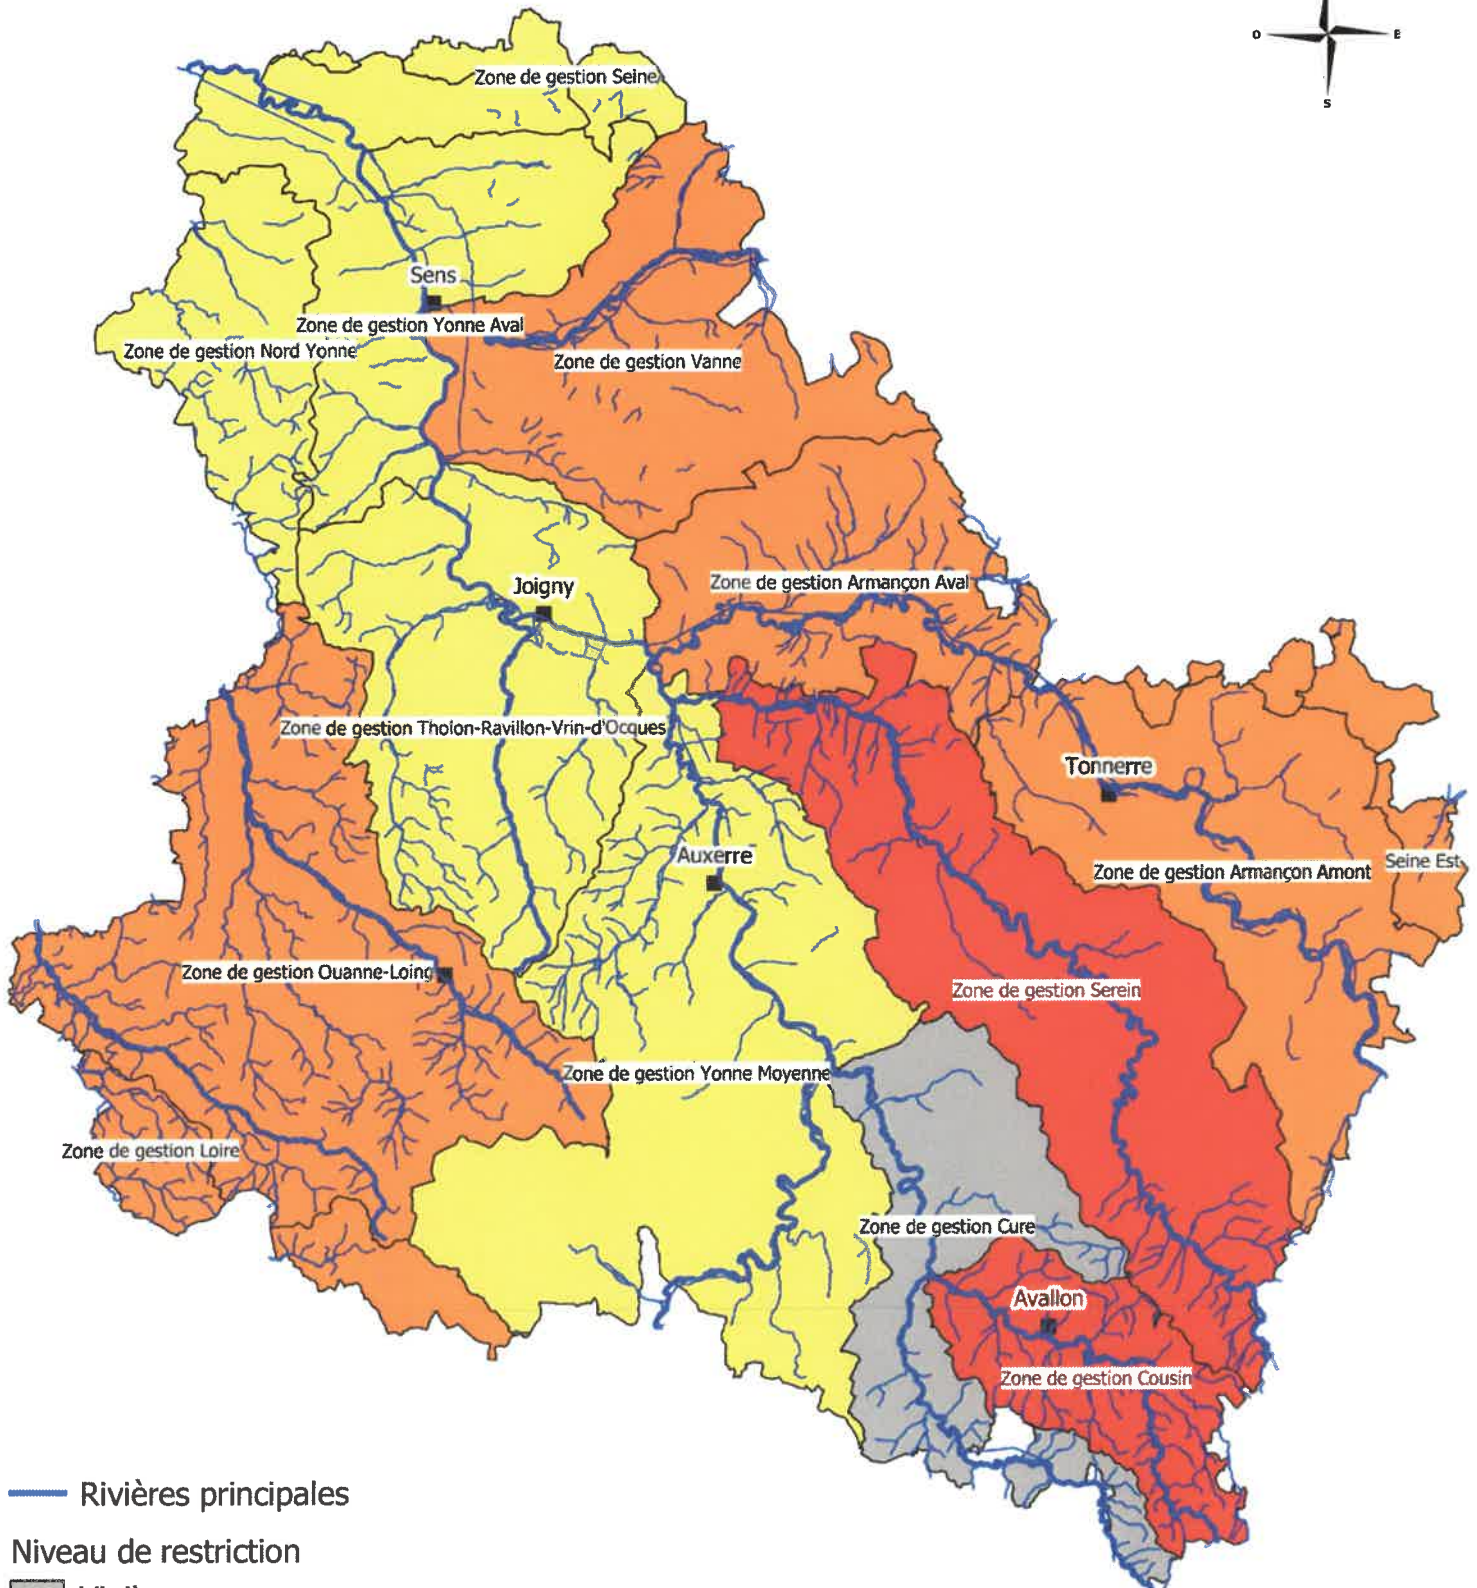 O E
S
Zone de gestion Seine
Sens
Zone de gestion Yonne Aval
Zone de gestion Nord Yonne
Zone de gestion Vanne
Joigny
Zone de gestion Armançon Aval
Zone de gestion Tholon-Ravillon-Vrin-d'Ocques
Tonnerre
Auxerre
Seine Est
Zone de gestion Armançon Amont
Zone de gestion Ouanne-Loing
Zone de gestion Serein
Zone de gestion Yonne Moyenne
Zone de gestion Loire
Zone de gestion Cure
Avallon
Zone de gestion Cousin
Rivières principales
Niveau de restriction